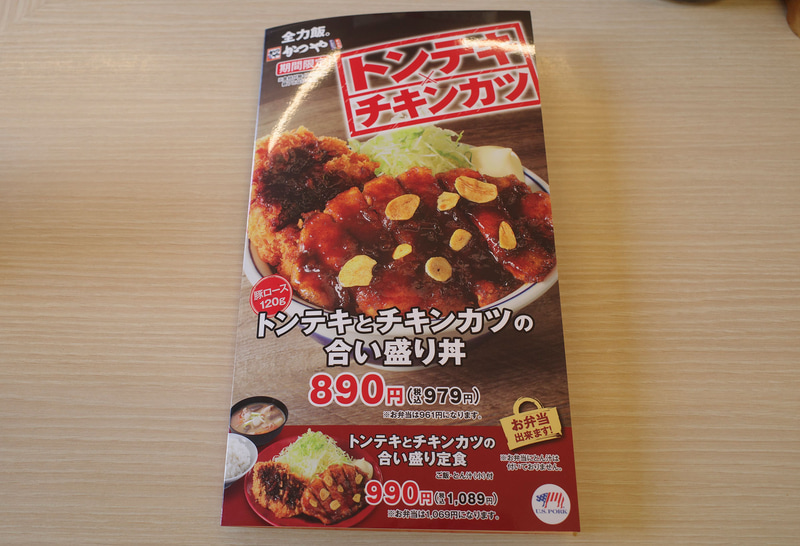 全力飯。
かつや
期間限定
トンテキ
×
チキンカツ
豚ロース
120g
トンテキとチキンカツの
合い盛り丼
890円(税込979円)
※お弁当は961円になります。
お弁当
出来ます!
※お弁当にとん汁は
付いておりません。
トンテキとチキンカツの
合い盛り定食
ご飯・とん汁(小)付
990円(税込1,089円)
※お弁当は1,069円になります。
U.S. PORK